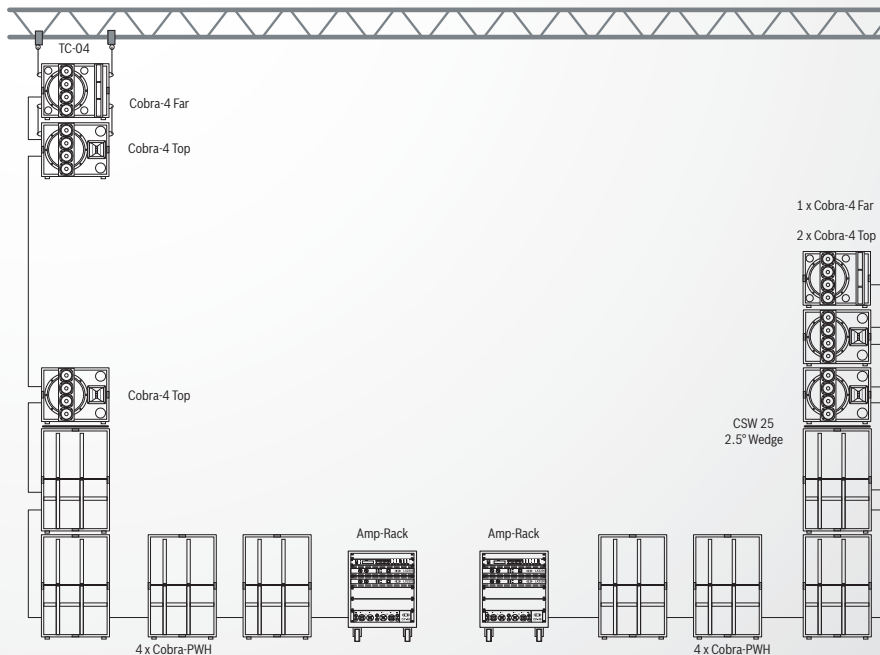 TC-04
Cobra-4 Far
Cobra-4 Top
1 x Cobra-4 Far
2 x Cobra-4 Top
Cobra-4 Top
CSW 25
2.5° Wedge
Amp-Rack
Amp-Rack
4 x Cobra-PWH
4 x Cobra-PWH